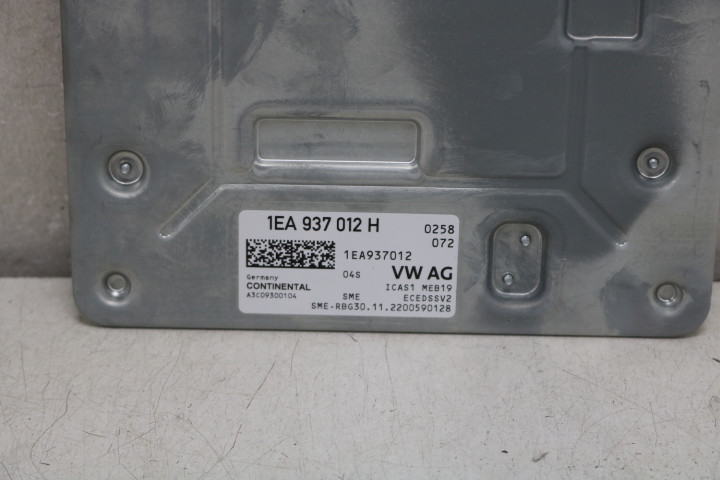 1EA 937 012 H
0258
072
1EA937012
04S
VW AG
Germany
CONTINENTAL
A3C09300104
ICAS1 MEB19
SME
ECEDSSV2
SME-RBG30.11.2200590128